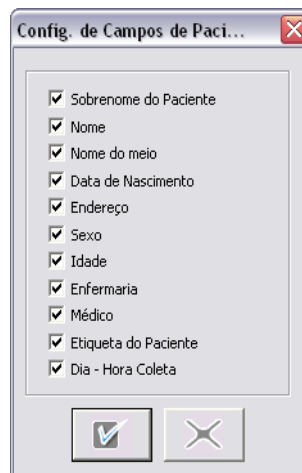 Config. de Campos de Paci...
Sobrenome do Paciente
Nome
Nome do meio
Data de Nascimento
Endereço
Sexo
Idade
Enfermaria
Médico
Etiqueta do Paciente
Dia - Hora Coleta